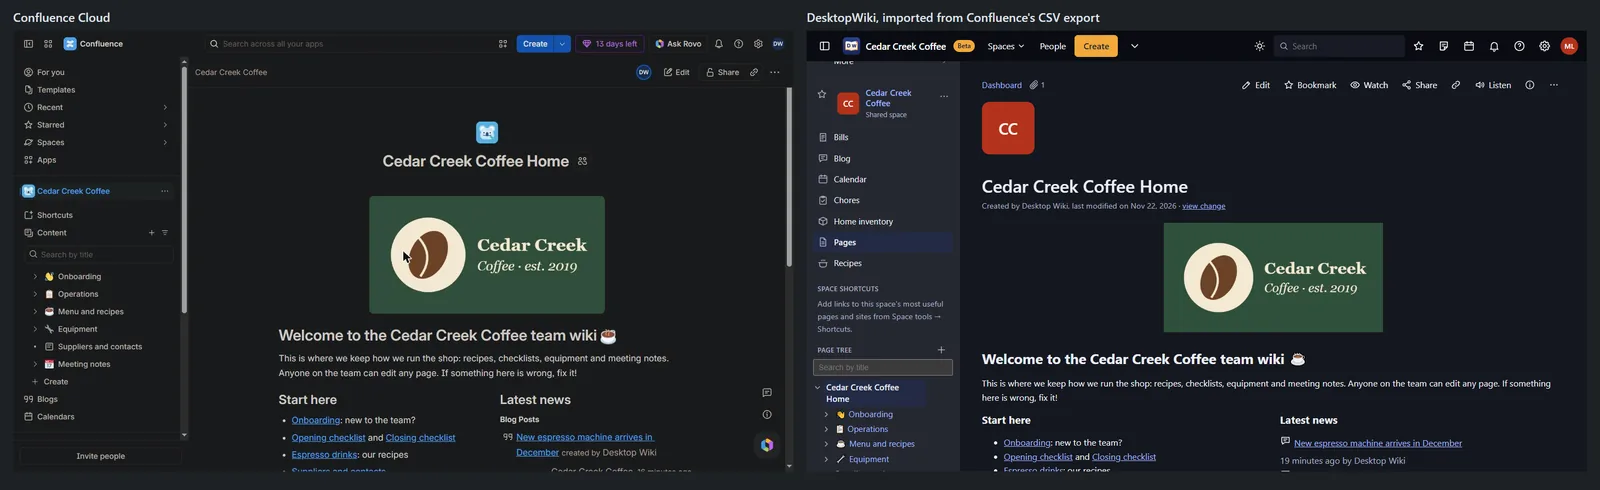 Confluence Cloud
Confluence
Search across all your apps
Create
13 days left
Ask Rovo
DW
For you
Templates
Recent
Starred
Spaces
Apps
Cedar Creek Coffee
Shortcuts
Content
Search by title
Onboarding
Operations
Menu and recipes
Equipment
Suppliers and contacts
Meeting notes
Create
Blogs
Calendars
Invite people
Cedar Creek Coffee
DW
Edit
Share
Cedar Creek Coffee Home
Cedar Creek
Coffee · est. 2019
Welcome to the Cedar Creek Coffee team wiki
This is where we keep how we run the shop: recipes, checklists, equipment and meeting notes.
Anyone on the team can edit any page. If something here is wrong, fix it!
Start here
Onboarding: new to the team?
Opening checklist and Closing checklist
Espresso drinks: our recipes
Suppliers and contacts
Latest news
Blog Posts
New espresso machine arrives in
December created by Desktop Wiki
Cedar Creek Coffee
DesktopWiki, imported from Confluence's CSV export
DW
Cedar Creek Coffee
Beta
Spaces
People
Create
Search
ML
More
CC
Cedar Creek
Coffee
Shared space
Bills
Blog
Calendar
Chores
Home inventory
Pages
Recipes
SPACE SHORTCUTS
Add links to this space's most useful
pages and sites from Space tools →
Shortcuts.
PAGE TREE
Search by title
Cedar Creek Coffee
Home
Onboarding
Operations
Menu and recipes
Equipment
Dashboard
1
Edit
Bookmark
Watch
Share
Listen
CC
Cedar Creek Coffee Home
Created by Desktop Wiki, last modified on Nov 22, 2026 · view change
Cedar Creek
Coffee · est. 2019
Welcome to the Cedar Creek Coffee team wiki
This is where we keep how we run the shop: recipes, checklists, equipment and meeting notes. Anyone on the team can edit any page. If something
here is wrong, fix it!
Start here
Onboarding: new to the team?
Opening checklist and Closing checklist
Espresso drinks: our recipes
Latest news
New espresso machine arrives in December
19 minutes ago by Desktop Wiki